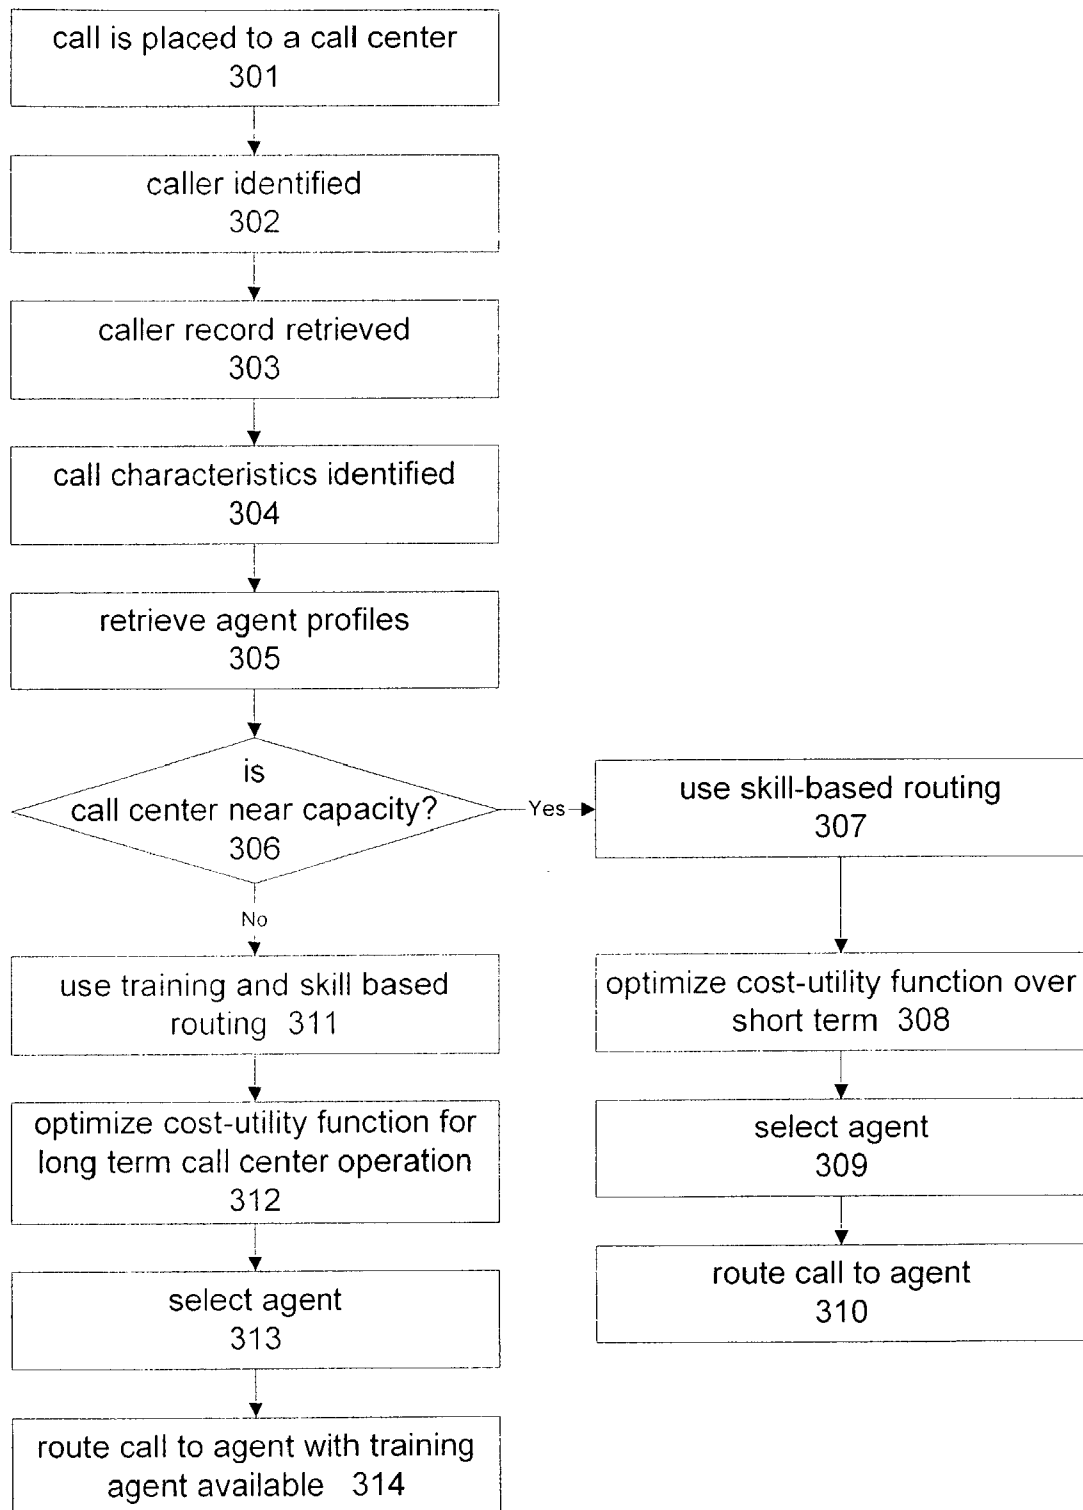 call is placed to a call center
301
caller identified
302
caller record retrieved
303
call characteristics identified
304
retrieve agent profiles
305
is
call center near capacity?
306
Yes
use skill-based routing
307
optimize cost-utility function over
short term 308
select agent
309
route call to agent
310
No
use training and skill based
routing 311
optimize cost-utility function for
long term call center operation
312
select agent
313
route call to agent with training
agent available 314